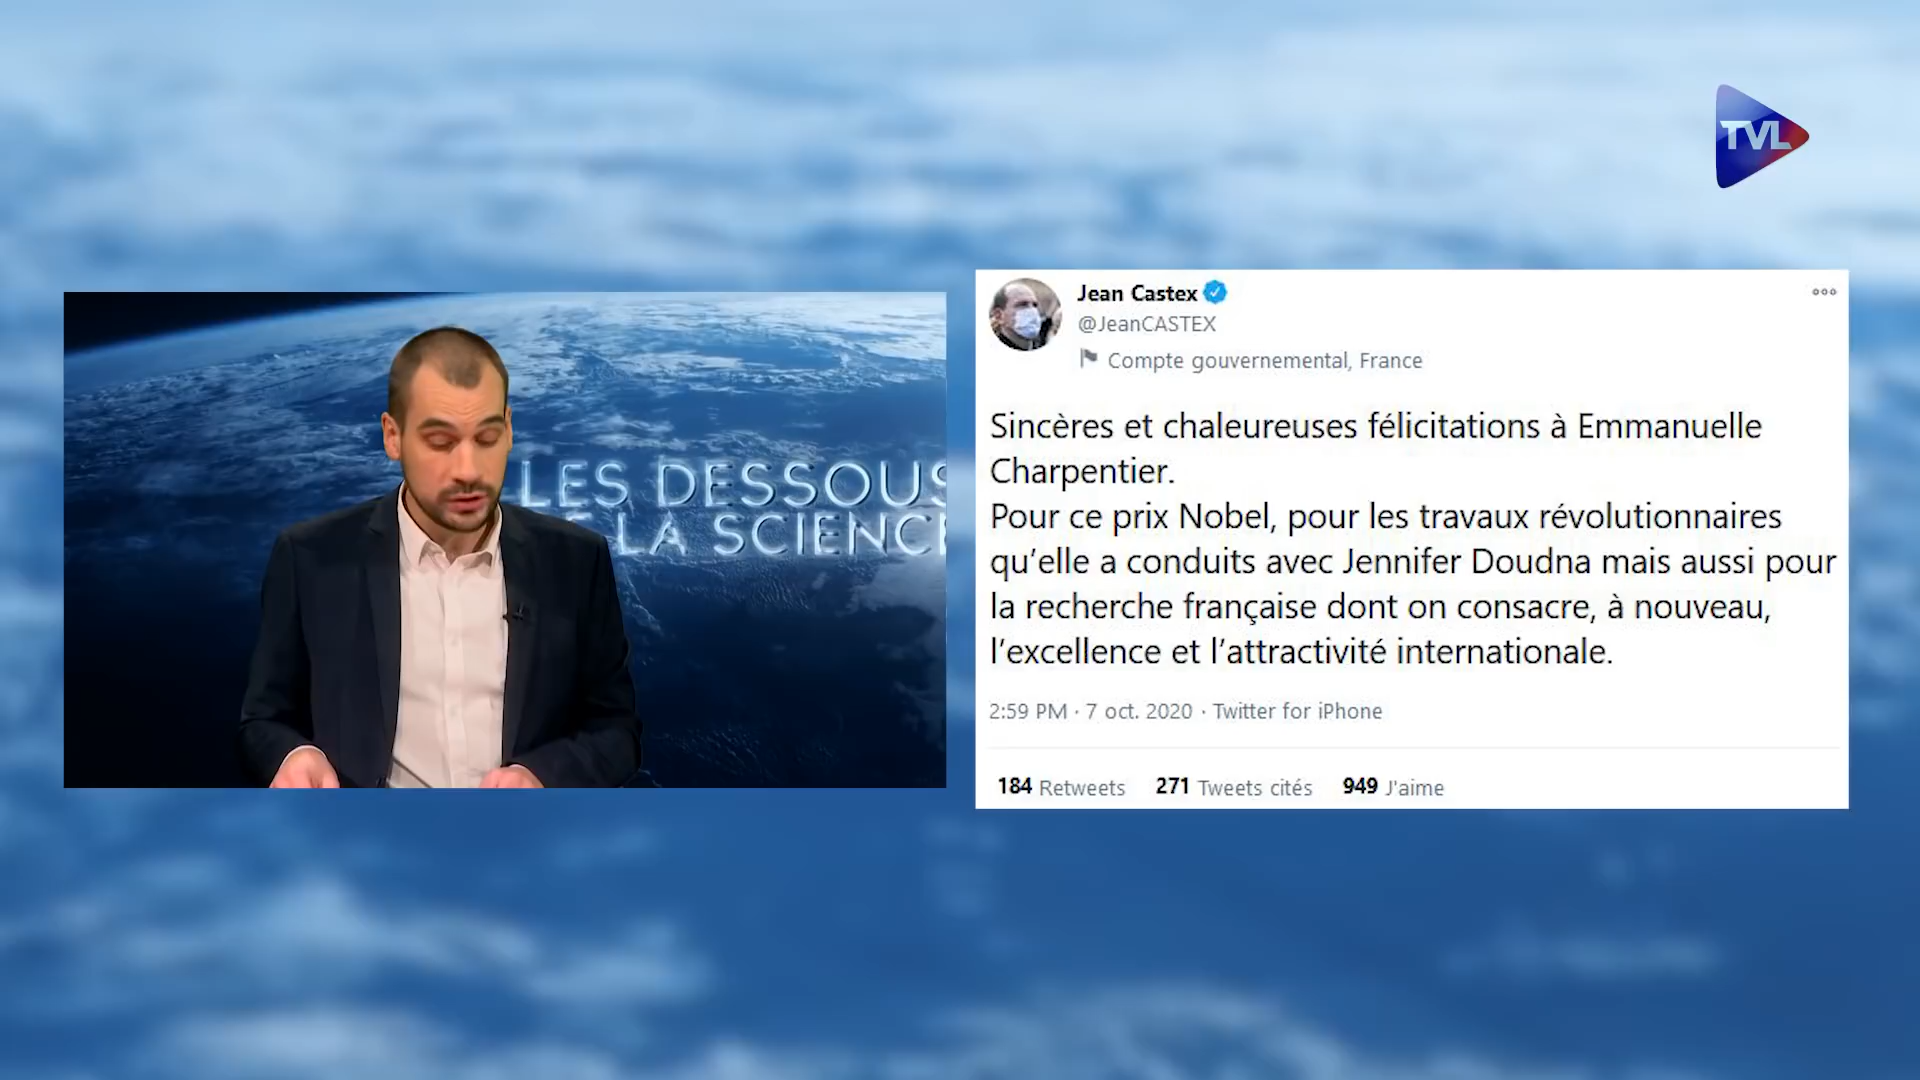 TVL
LES DESSOUS
LA SCIENC
Jean Castex
@JeanCASTEX
Compte gouvernemental, France
Sincères et chaleureuses félicitations à Emmanuelle
Charpentier.
Pour ce prix Nobel, pour les travaux révolutionnaires
qu’elle a conduits avec Jennifer Doudna mais aussi pour
la recherche française dont on consacre, à nouveau,
l’excellence et l’attractivité internationale.
2:59 PM · 7 oct. 2020 · Twitter for iPhone
184 Retweets 271 Tweets cités 949 J'aime